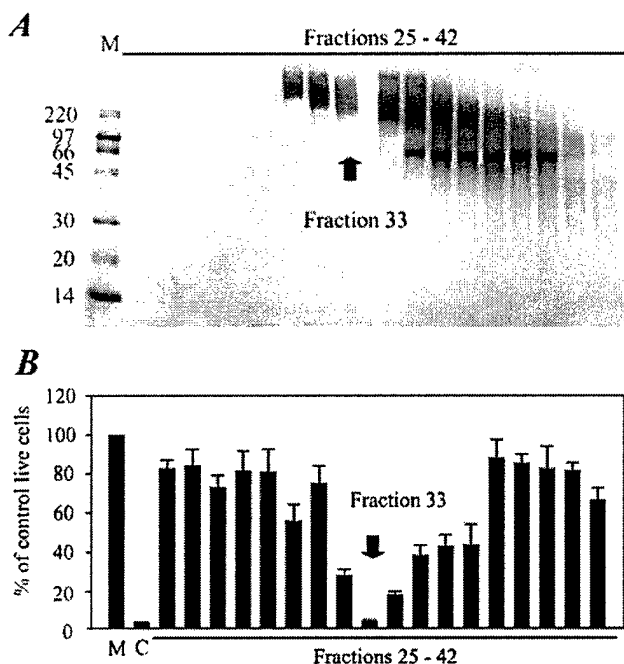 A
M
Fractions 25 - 42
220
97
66
45
30
20
14
Fraction 33
B
% of control live cells
120
100
80
60
40
20
0
Fraction 33
M C
Fractions 25 - 42